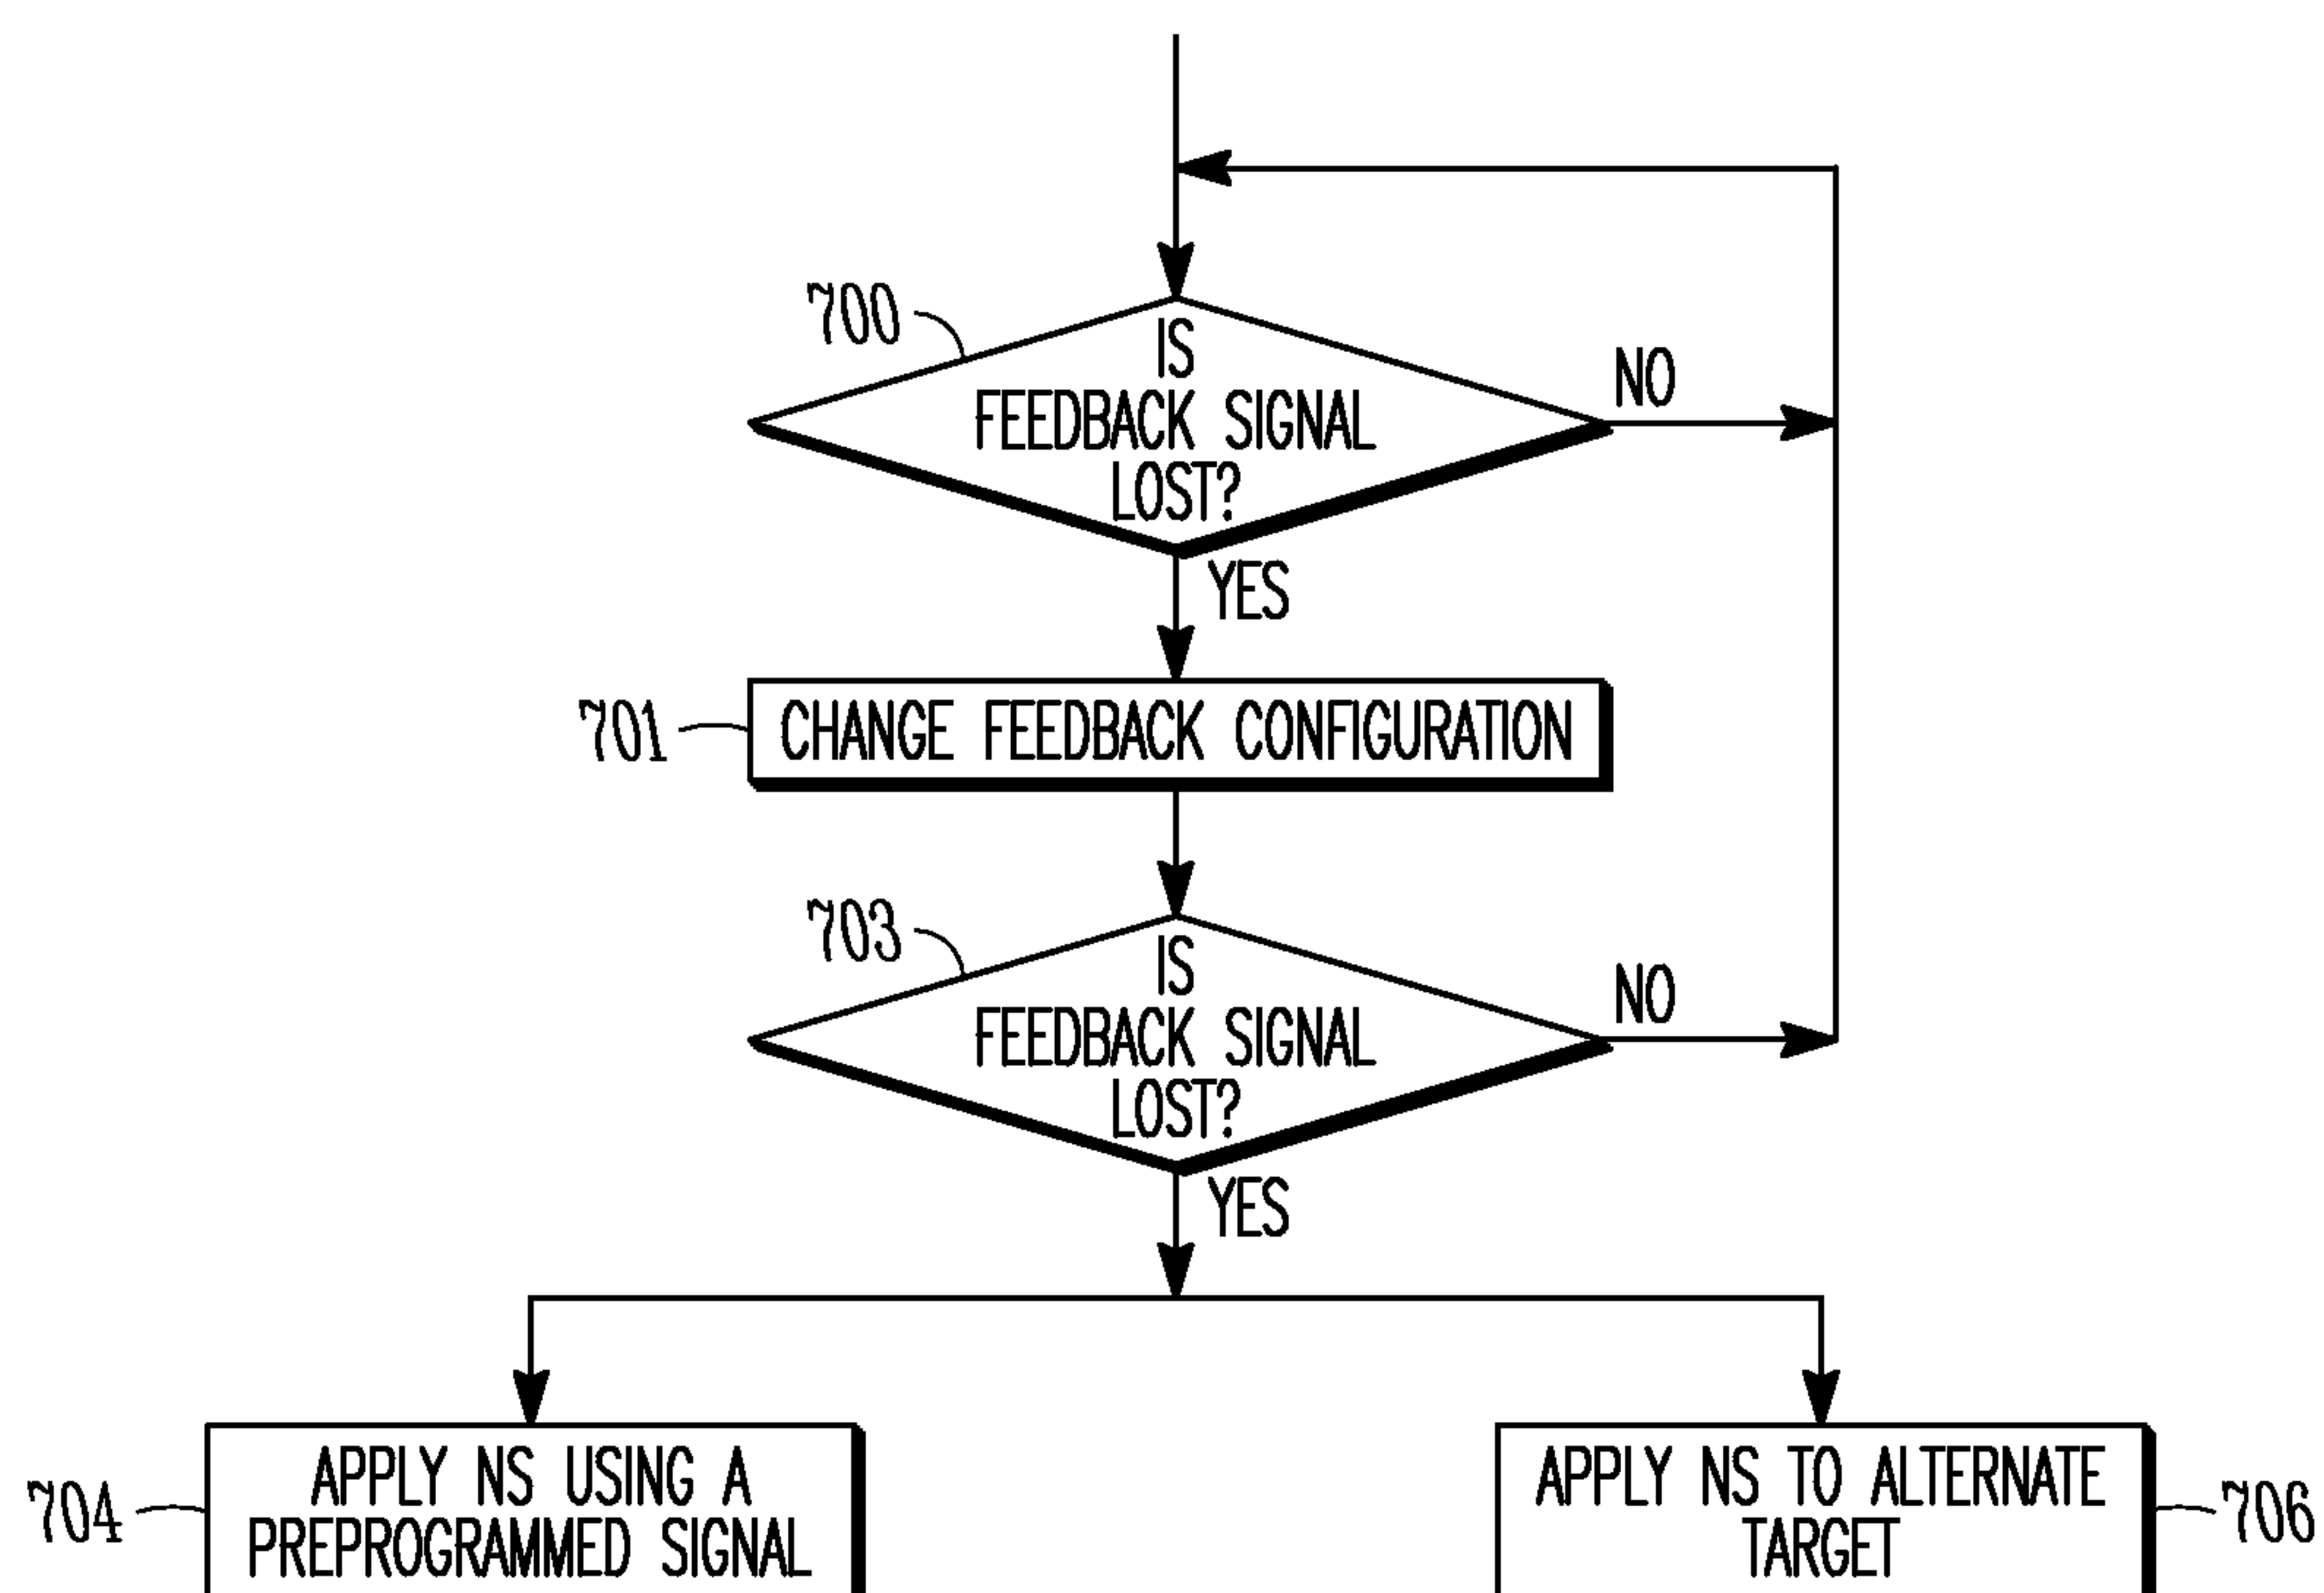 700
IS
FEEDBACK SIGNAL
LOST?
NO
YES
701
CHANGE FEEDBACK CONFIGURATION
703
IS
FEEDBACK SIGNAL
LOST?
NO
YES
704
APPLY NS USING A
PREPROGRAMMED SIGNAL
APPLY NS TO ALTERNATE
TARGET
706